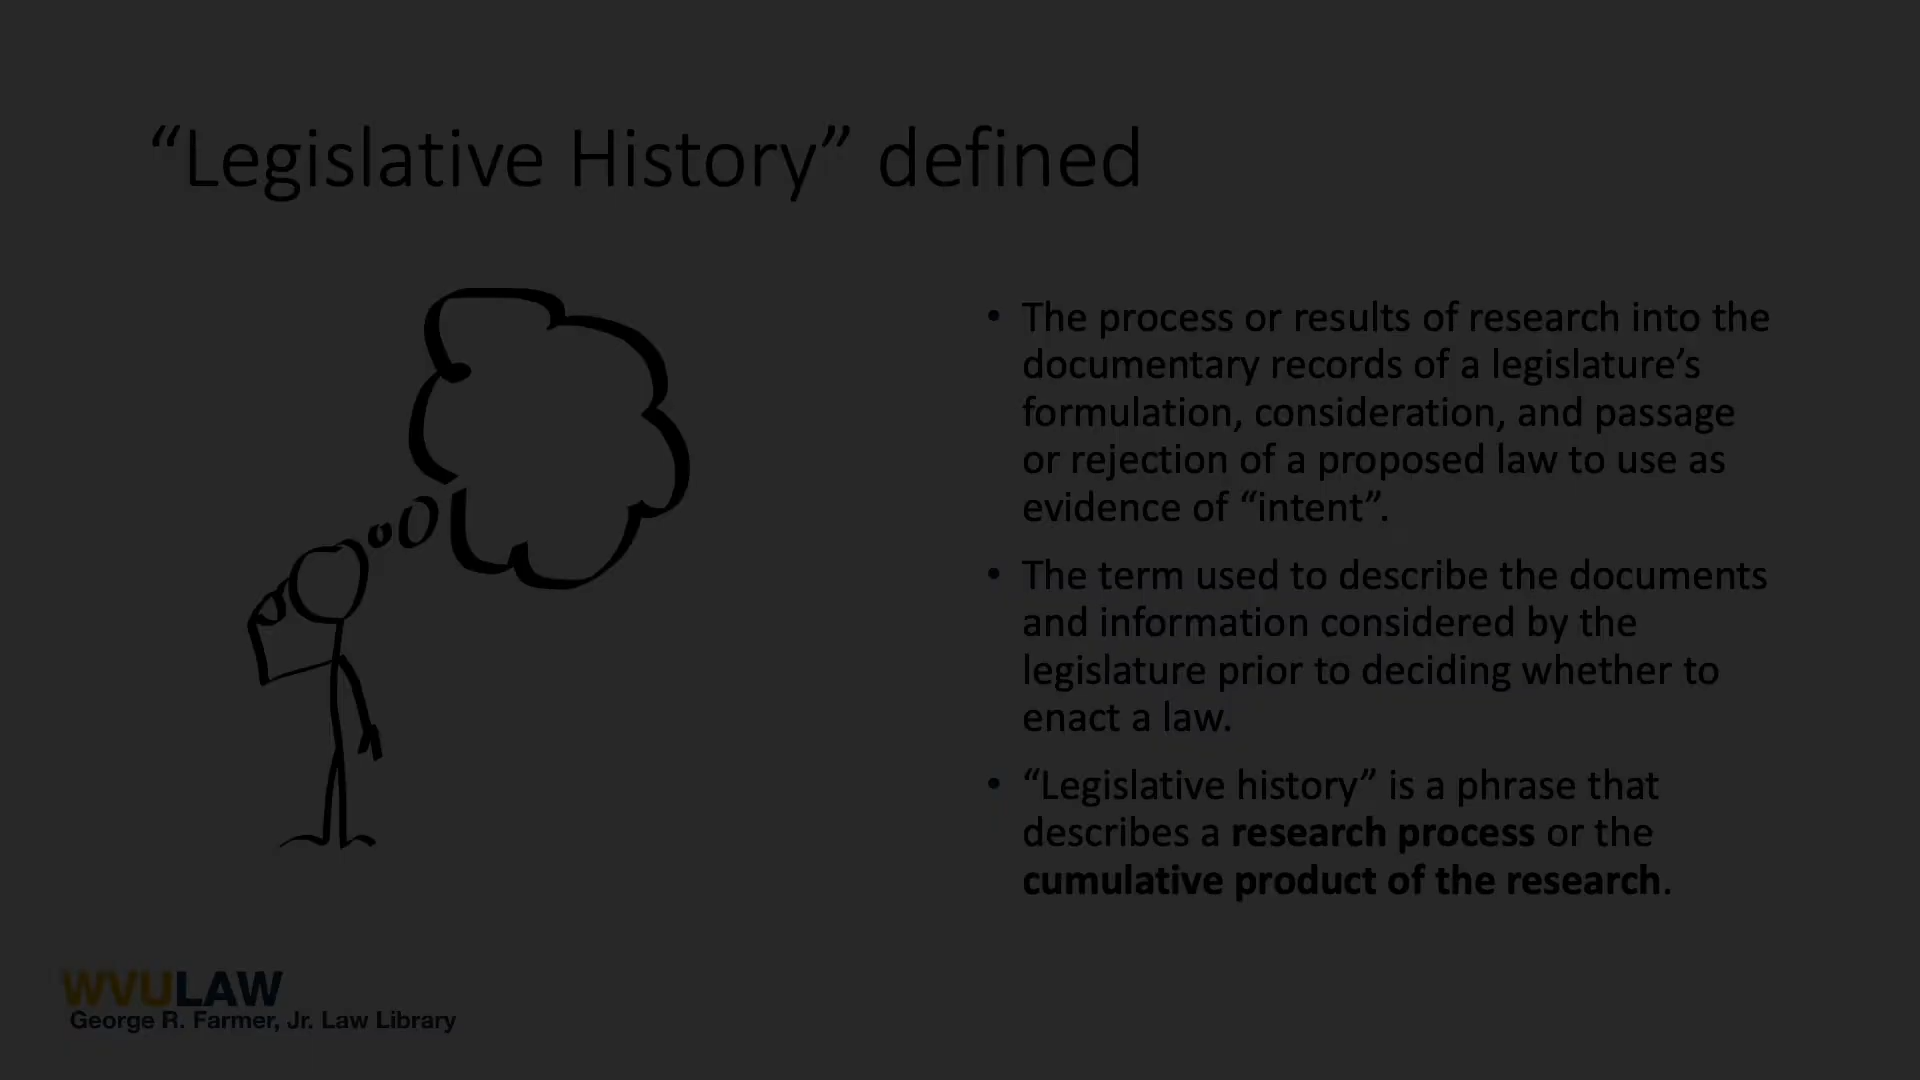 “Legislative History” defined
• The process or results of research into the
documentary records of a legislature’s
formulation, consideration, and passage
or rejection of a proposed law to use as
evidence of “intent”.
• The term used to describe the documents
and information considered by the
legislature prior to deciding whether to
enact a law.
• “Legislative history” is a phrase that
describes a research process or the
cumulative product of the research.
WVULAW
George R. Farmer, Jr. Law Library